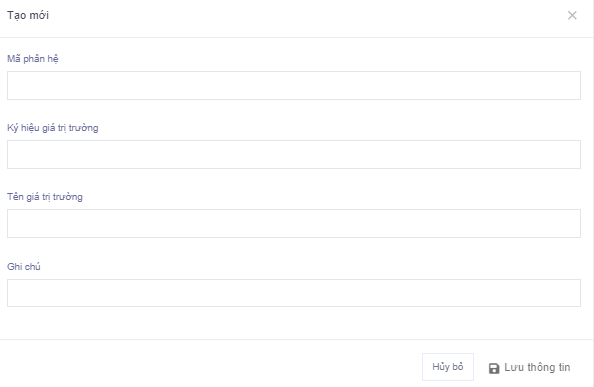 Tạo mới
Mã phân hệ
Ký hiệu giá trị trường
Tên giá trị trường
Ghi chú
Hủy bỏ
Lưu thông tin